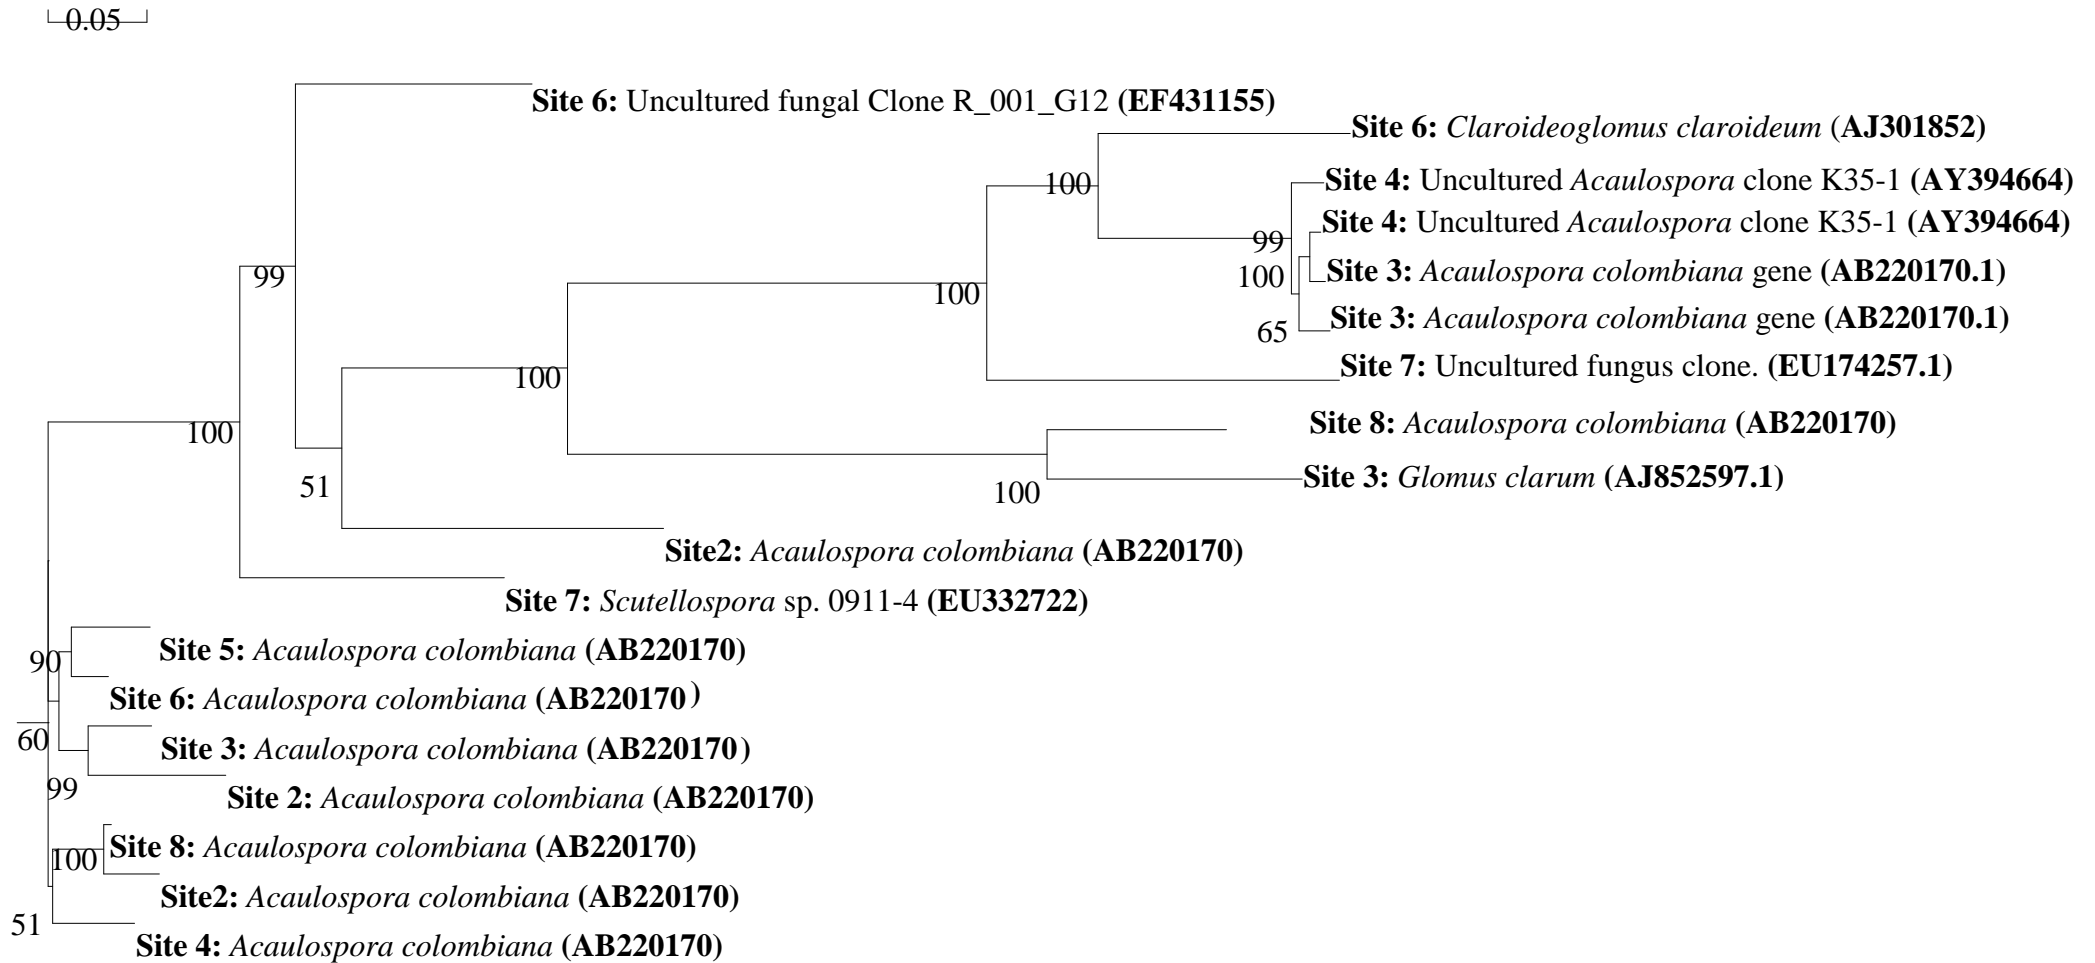 0.05
Site 6: Uncultured fungal Clone R_001_G12 (EF431155)
Site 6: Claroideoglomus claroideum (AJ301852)
100
Site 4: Uncultured Acaulospora clone K35-1 (AY394664)
Site 4: Uncultured Acaulospora clone K35-1 (AY394664)
99
99
100
Site 3: Acaulospora colombiana gene (AB220170.1)
100
Site 3: Acaulospora colombiana gene (AB220170.1)
65
Site 7: Uncultured fungus clone. (EU174257.1)
100
Site 8: Acaulospora colombiana (AB220170)
100
Site 3: Glomus clarum (AJ852597.1)
51
100
Site2: Acaulospora colombiana (AB220170)
Site 7: Scutellospora sp. 0911-4 (EU332722)
Site 5: Acaulospora colombiana (AB220170)
90
Site 6: Acaulospora colombiana (AB220170)
60
Site 3: Acaulospora colombiana (AB220170)
99
Site 2: Acaulospora colombiana (AB220170)
100
Site 8: Acaulospora colombiana (AB220170)
Site2: Acaulospora colombiana (AB220170)
51
Site 4: Acaulospora colombiana (AB220170)